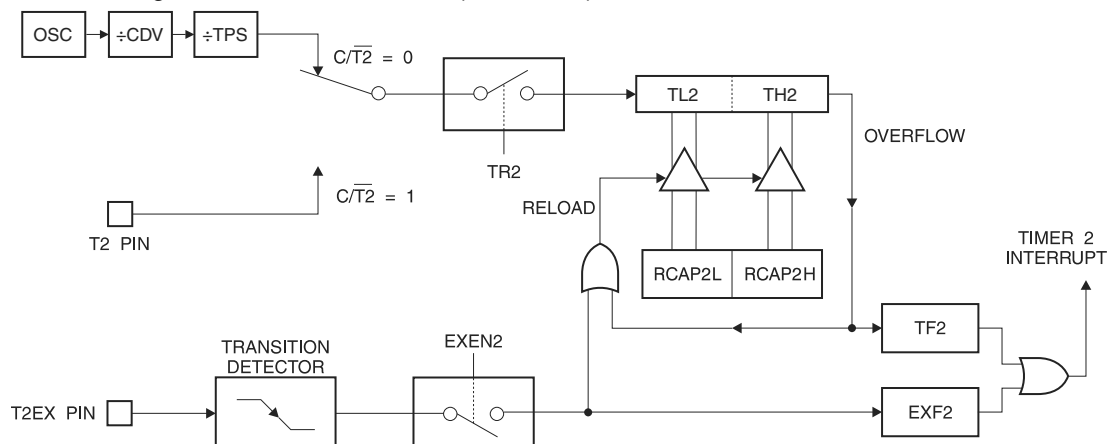 OSC
÷CDV
÷TPS
C/T2 = 0
TR2
TL2
TH2
OVERFLOW
C/T2 = 1
T2 PIN
RELOAD
RCAP2L
RCAP2H
TIMER 2
INTERRUPT
TF2
TRANSITION
DETECTOR
EXEN2
T2EX PIN
EXF2